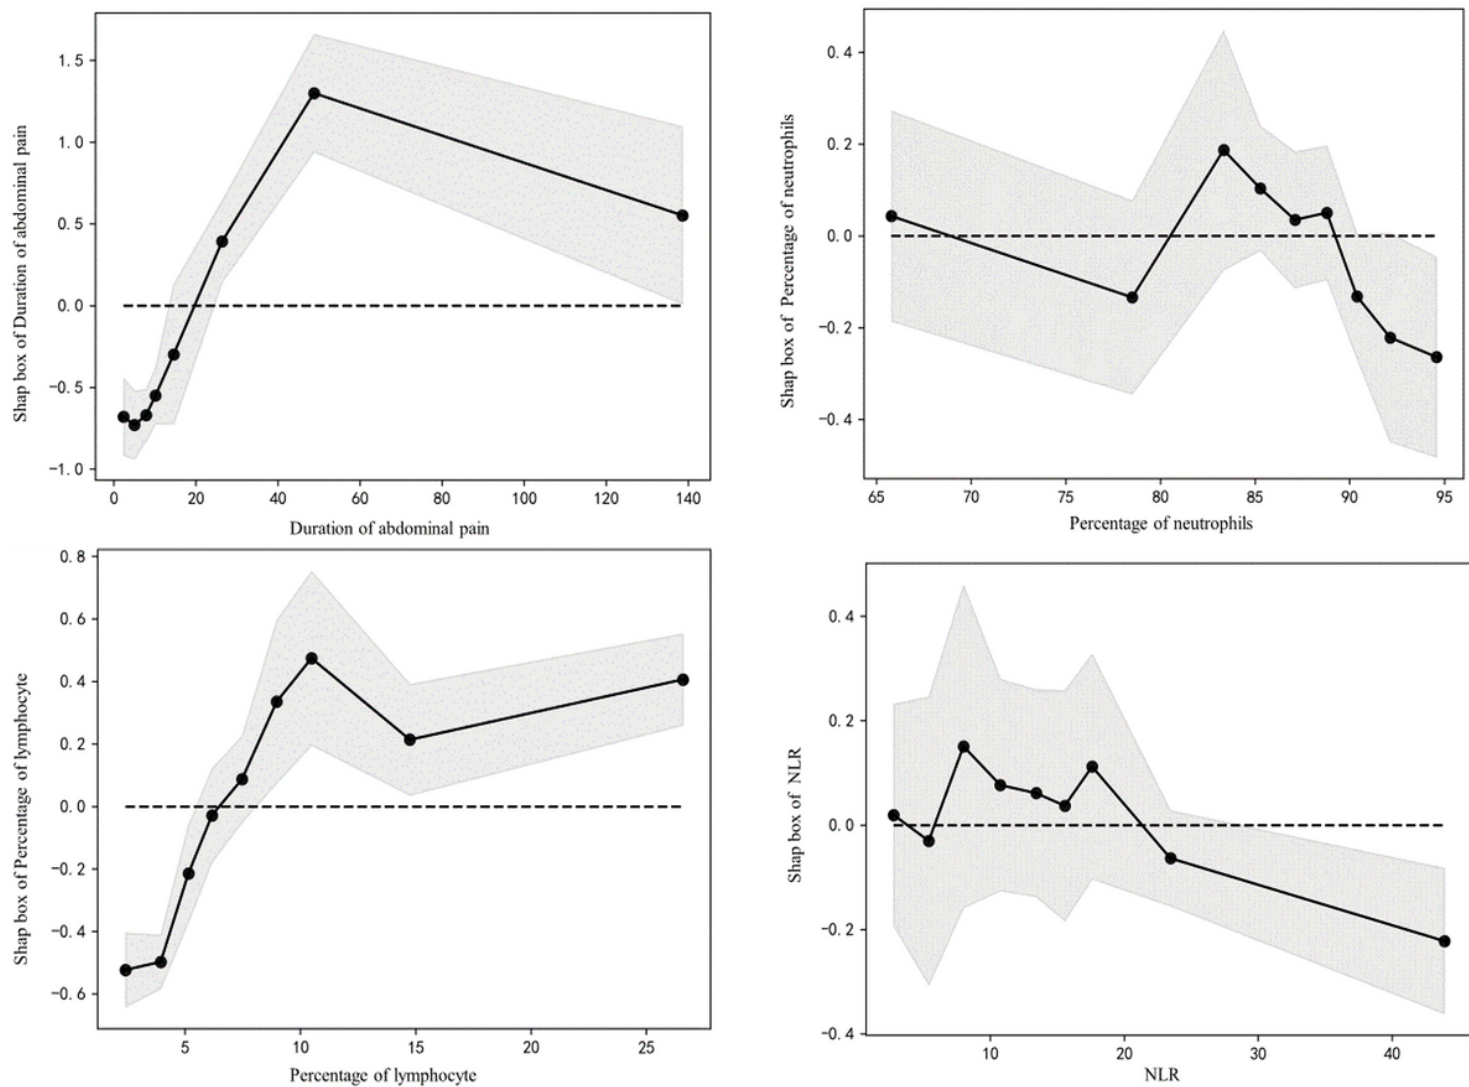 Shap box of Duration of abdominal pain
1.5
1.0
0.5
0.0
−0.5
−1.0
0 20 40 60 80 100 120 140
Duration of abdominal pain
Shap box of Percentage of neutrophils
0.4
0.2
0.0
−0.2
−0.4
65 70 75 80 85 90 95
Percentage of neutrophils
Shap box of Percentage of lymphocyte
0.8
0.6
0.4
0.2
0.0
−0.2
−0.4
−0.6
5 10 15 20 25
Percentage of lymphocyte
Shap box of NLR
0.4
0.2
0.0
−0.2
−0.4
10 20 30 40
NLR